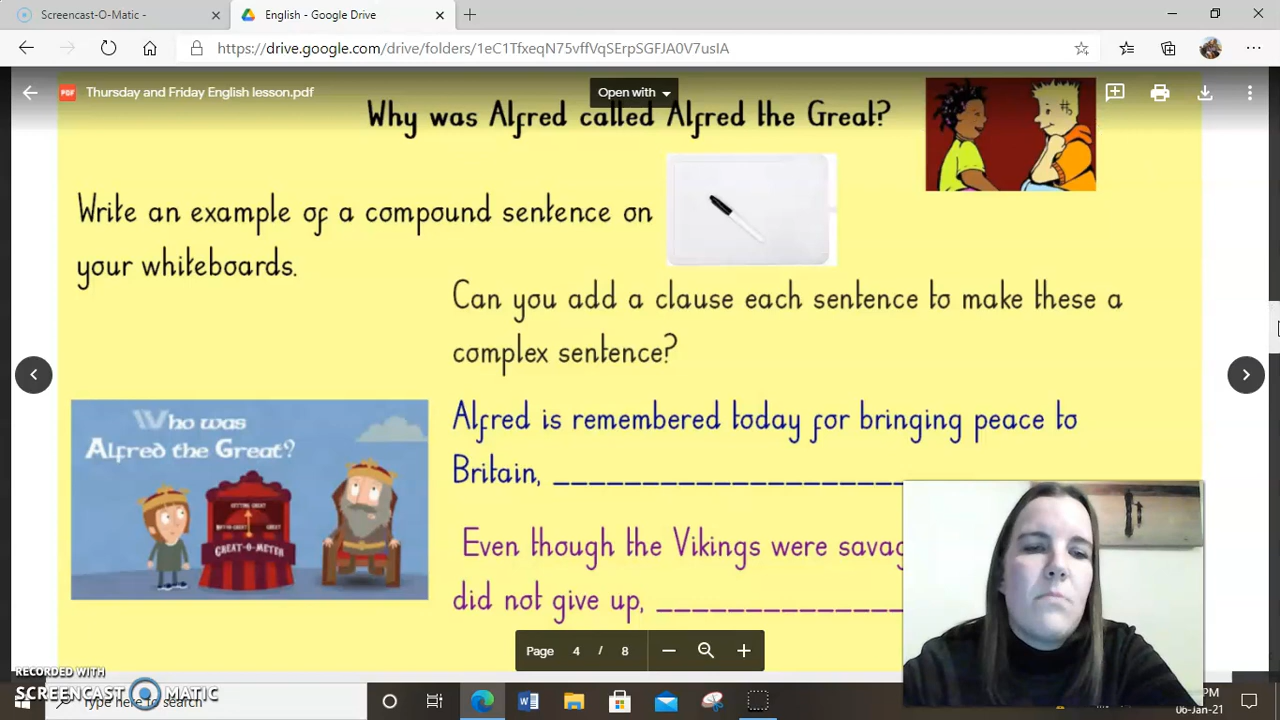 Screencast-O-Matic -
English - Google Drive
https://drive.google.com/drive/folders/1eC1TfxeqN75vffVqSErpSGFJA0V7usIA
Thursday and Friday English lesson.pdf
Open with
Why was Alfred called Alfred the Great?
Write an example of a compound sentence on
your whiteboards.
Can you add a clause each sentence to make these a
complex sentence?
Who was
Alfred the Great?
GREAT
GREAT-O-METER
Alfred is remembered today for bringing peace to
Britain, ____________________
Even though the Vikings were
did not give up, ______________
Page 4 / 8
RECORDED WITH
SCREENCAST MATIC
Type here to search
PM
06-Jan-21